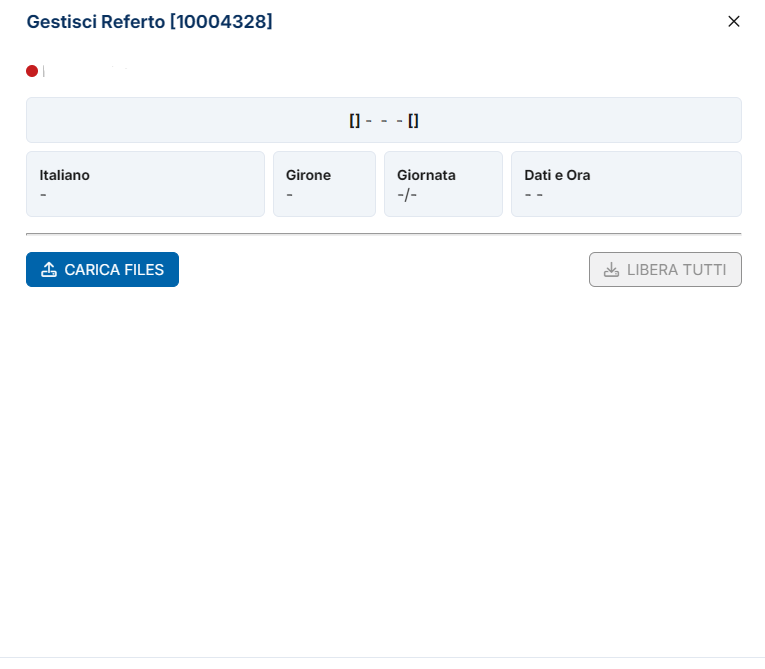 Gestisci Referto [10004328]
[] - - - []
Italiano
-
Girone
-
Giornata
-/-
Dati e Ora
- -
CARICA FILES
LIBERA TUTTI